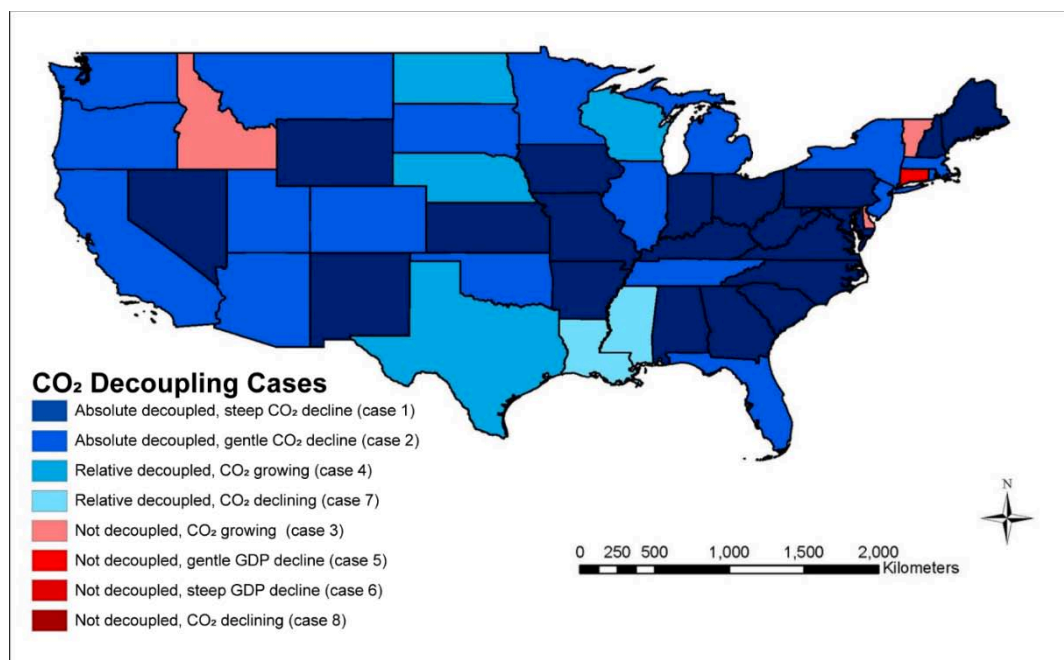 CO₂ Decoupling Cases
Absolute decoupled, steep CO₂ decline (case 1)
Absolute decoupled, gentle CO₂ decline (case 2)
Relative decoupled, CO₂ growing (case 4)
Relative decoupled, CO₂ declining (case 7)
Not decoupled, CO₂ growing (case 3)
Not decoupled, gentle GDP decline (case 5)
Not decoupled, steep GDP decline (case 6)
Not decoupled, CO₂ declining (case 8)
N
0 250 500 1,000 1,500 2,000
Kilometers